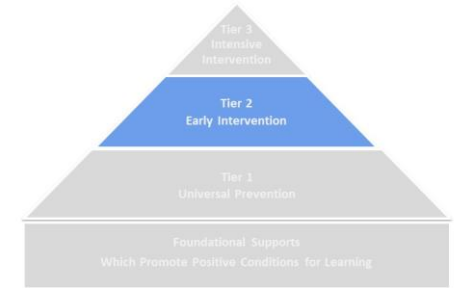 Tier 3
Intensive
Intervention
Tier 2
Early Intervention
Tier 1
Universal Prevention
Foundational Supports
Which Promote Positive Conditions for Learning